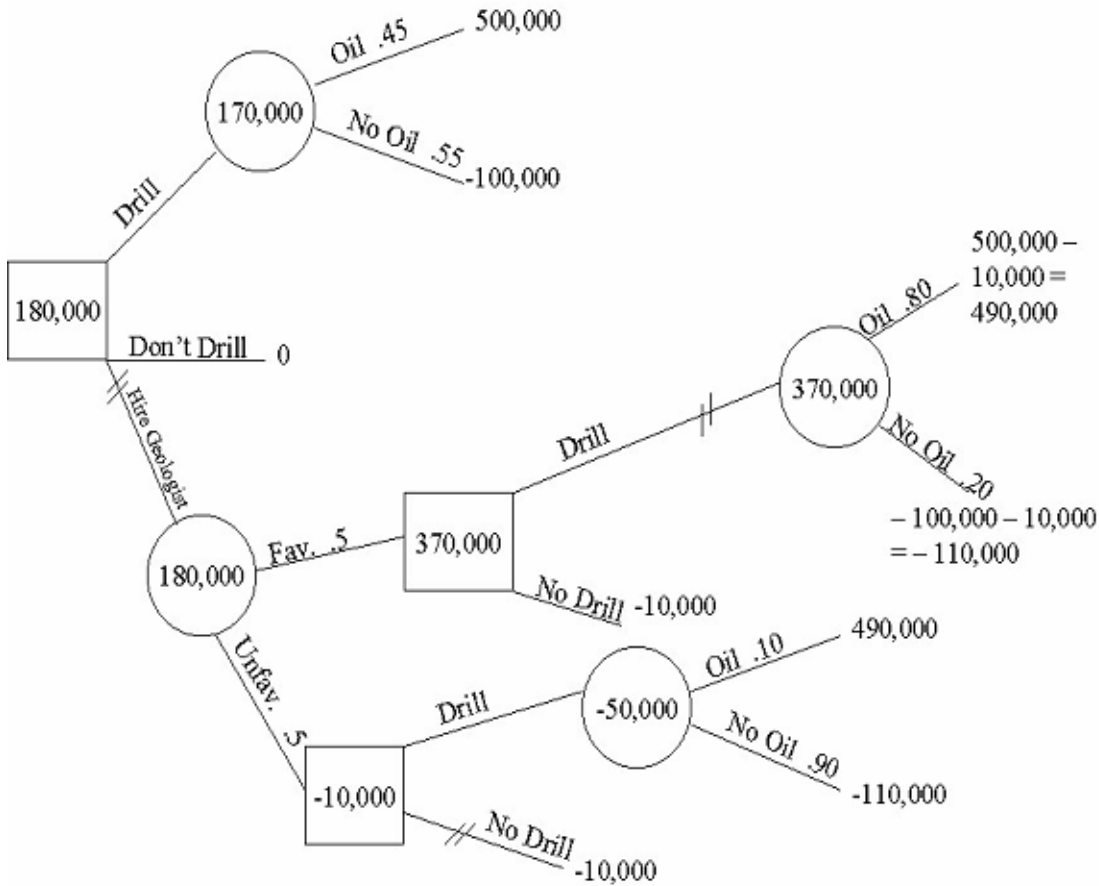 Oil .45
500,000
170,000
No Oil .55
-100,000
Drill
180,000
Don't Drill
0
Hire Geologist
180,000
Fav. .5
370,000
Drill
370,000
Oil .80
500,000 –
10,000 =
490,000
No Oil .20
– 100,000 – 10,000
= – 110,000
No Drill
-10,000
Unfav. .5
-10,000
Drill
-50,000
Oil .10
490,000
No Oil .90
-110,000
No Drill
-10,000